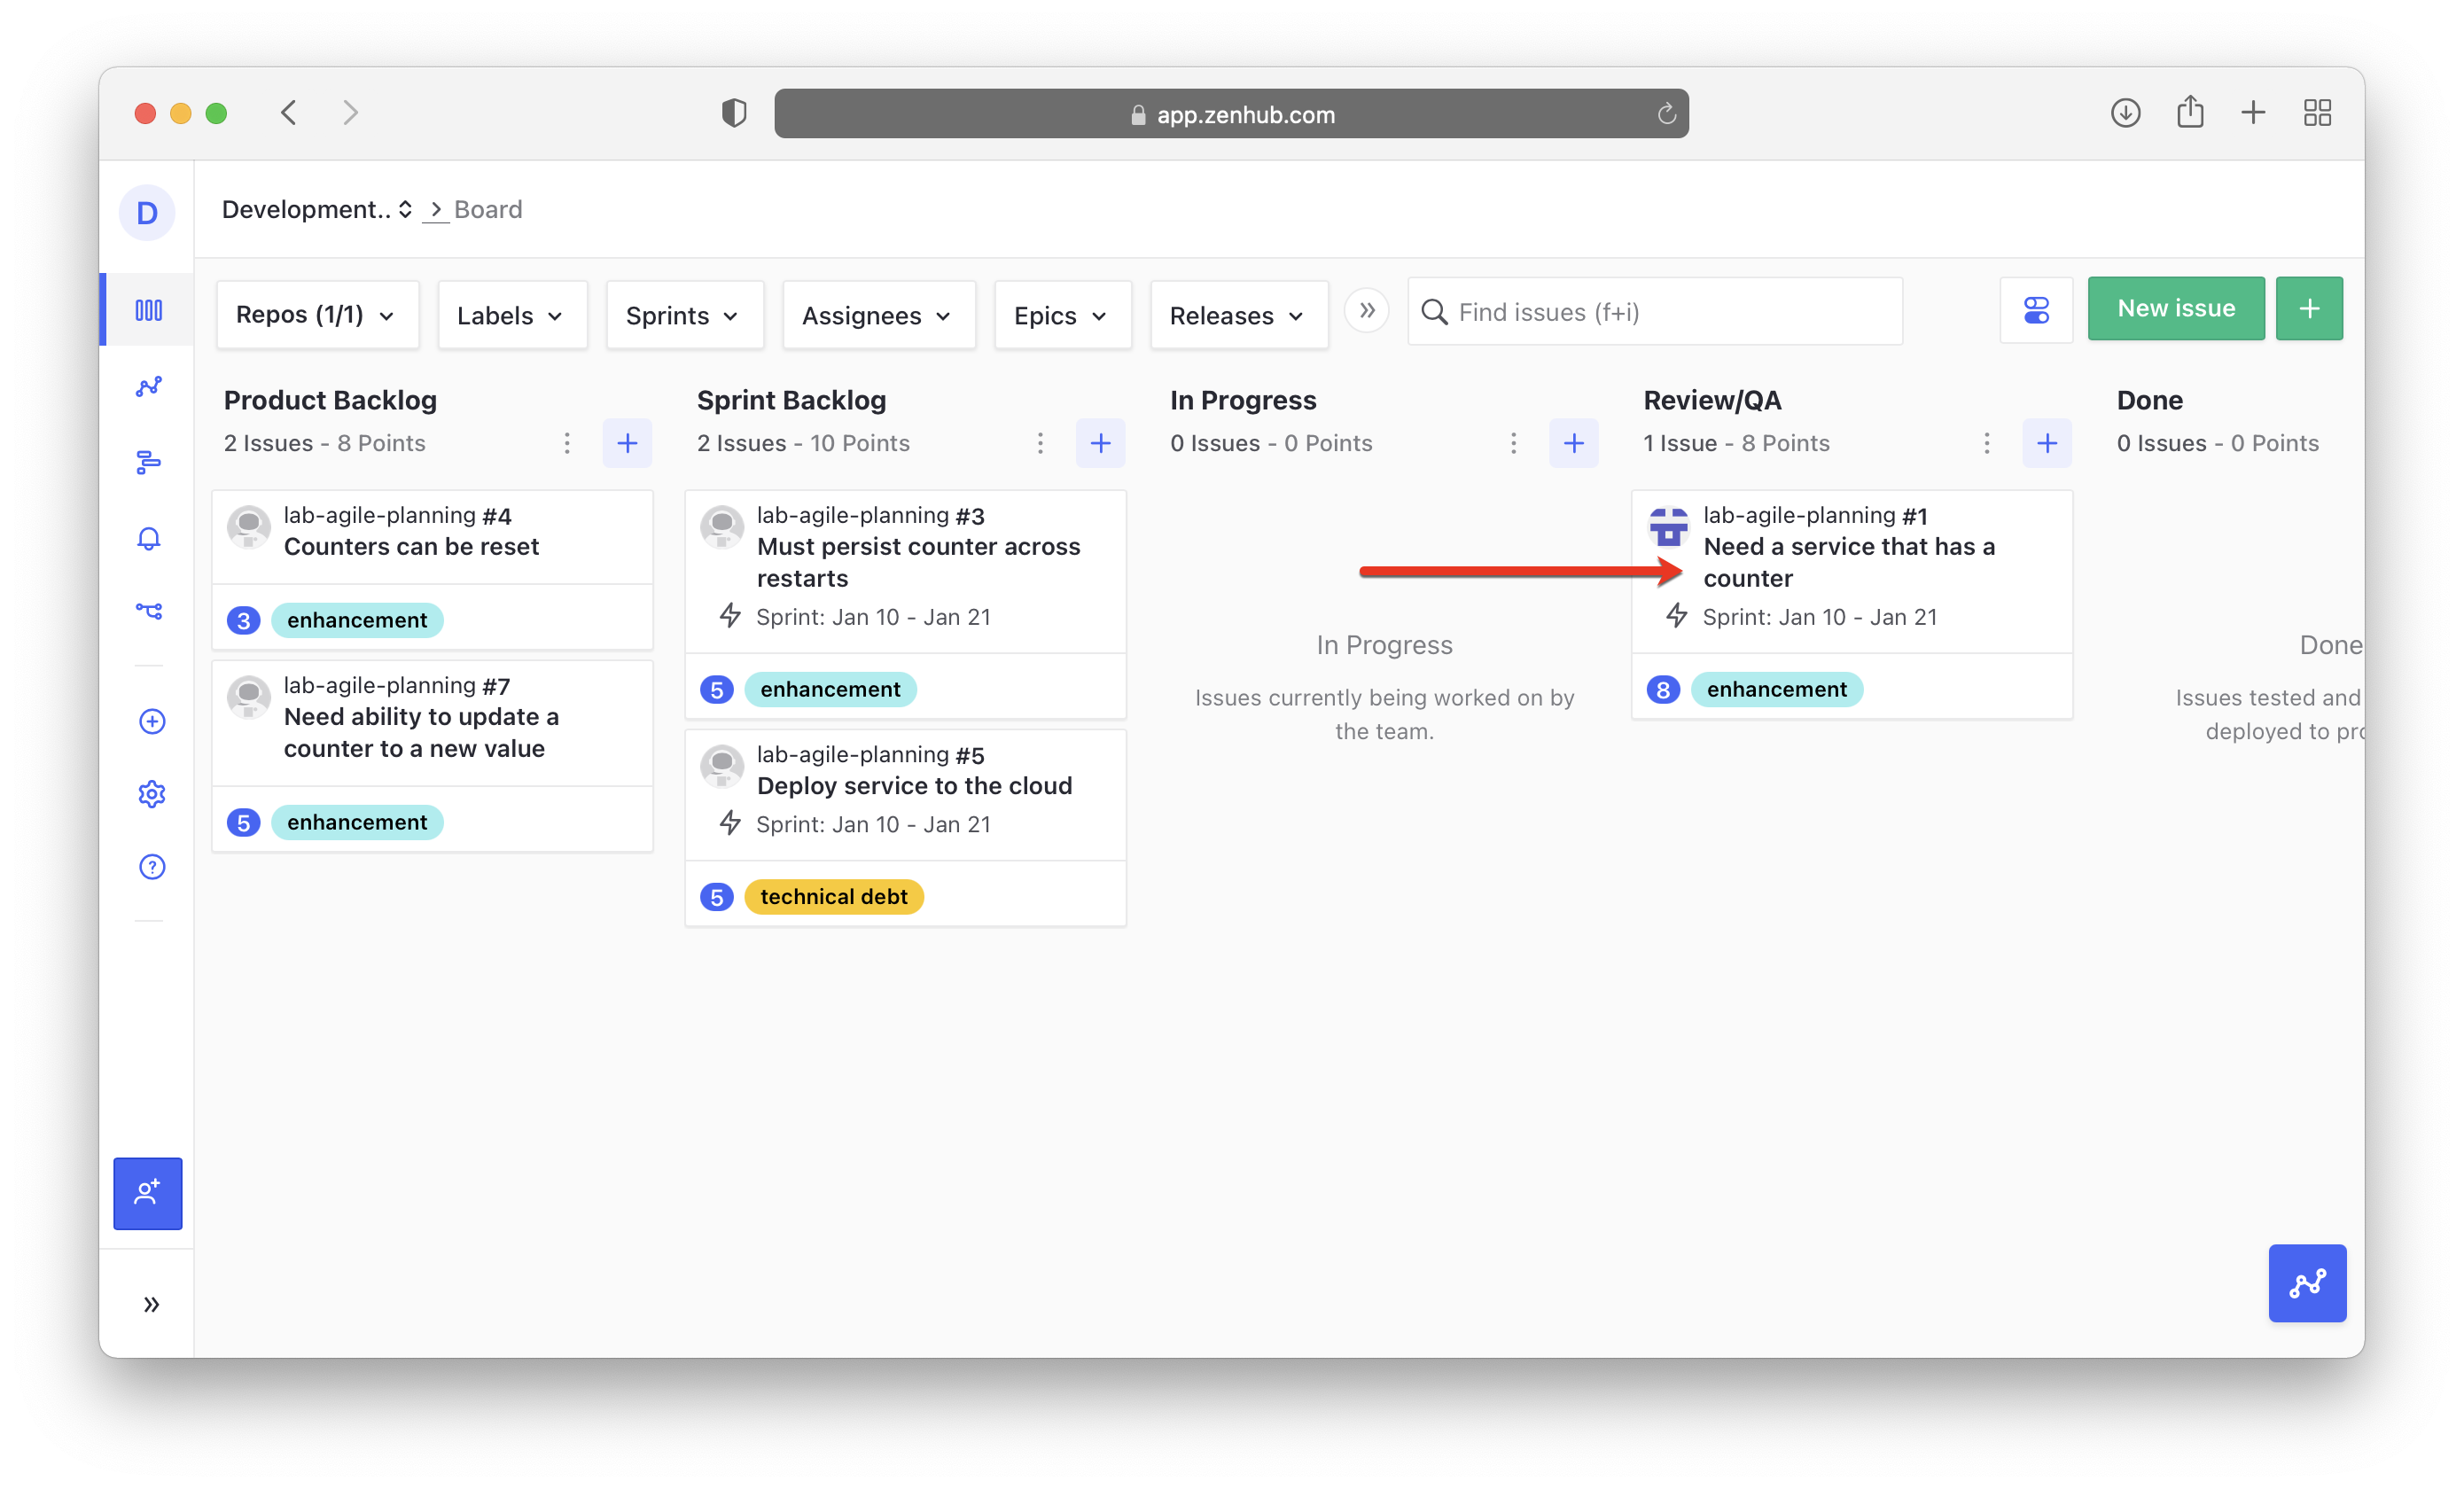 app.zenhub.com
D
Development..
> Board
Repos (1/1)
Labels
Sprints
Assignees
Epics
Releases
Find issues (f+i)
New issue
Product Backlog
2 Issues - 8 Points
lab-agile-planning #4
Counters can be reset
3 enhancement
lab-agile-planning #7
Need ability to update a
counter to a new value
5 enhancement
Sprint Backlog
2 Issues - 10 Points
lab-agile-planning #3
Must persist counter across
restarts
Sprint: Jan 10 - Jan 21
5 enhancement
lab-agile-planning #5
Deploy service to the cloud
Sprint: Jan 10 - Jan 21
5 technical debt
In Progress
0 Issues - 0 Points
In Progress
Issues currently being worked on by
the team.
Review/QA
1 Issue - 8 Points
lab-agile-planning #1
Need a service that has a
counter
Sprint: Jan 10 - Jan 21
8 enhancement
Done
0 Issues - 0 Points
Done
Issues tested and
deployed to pro